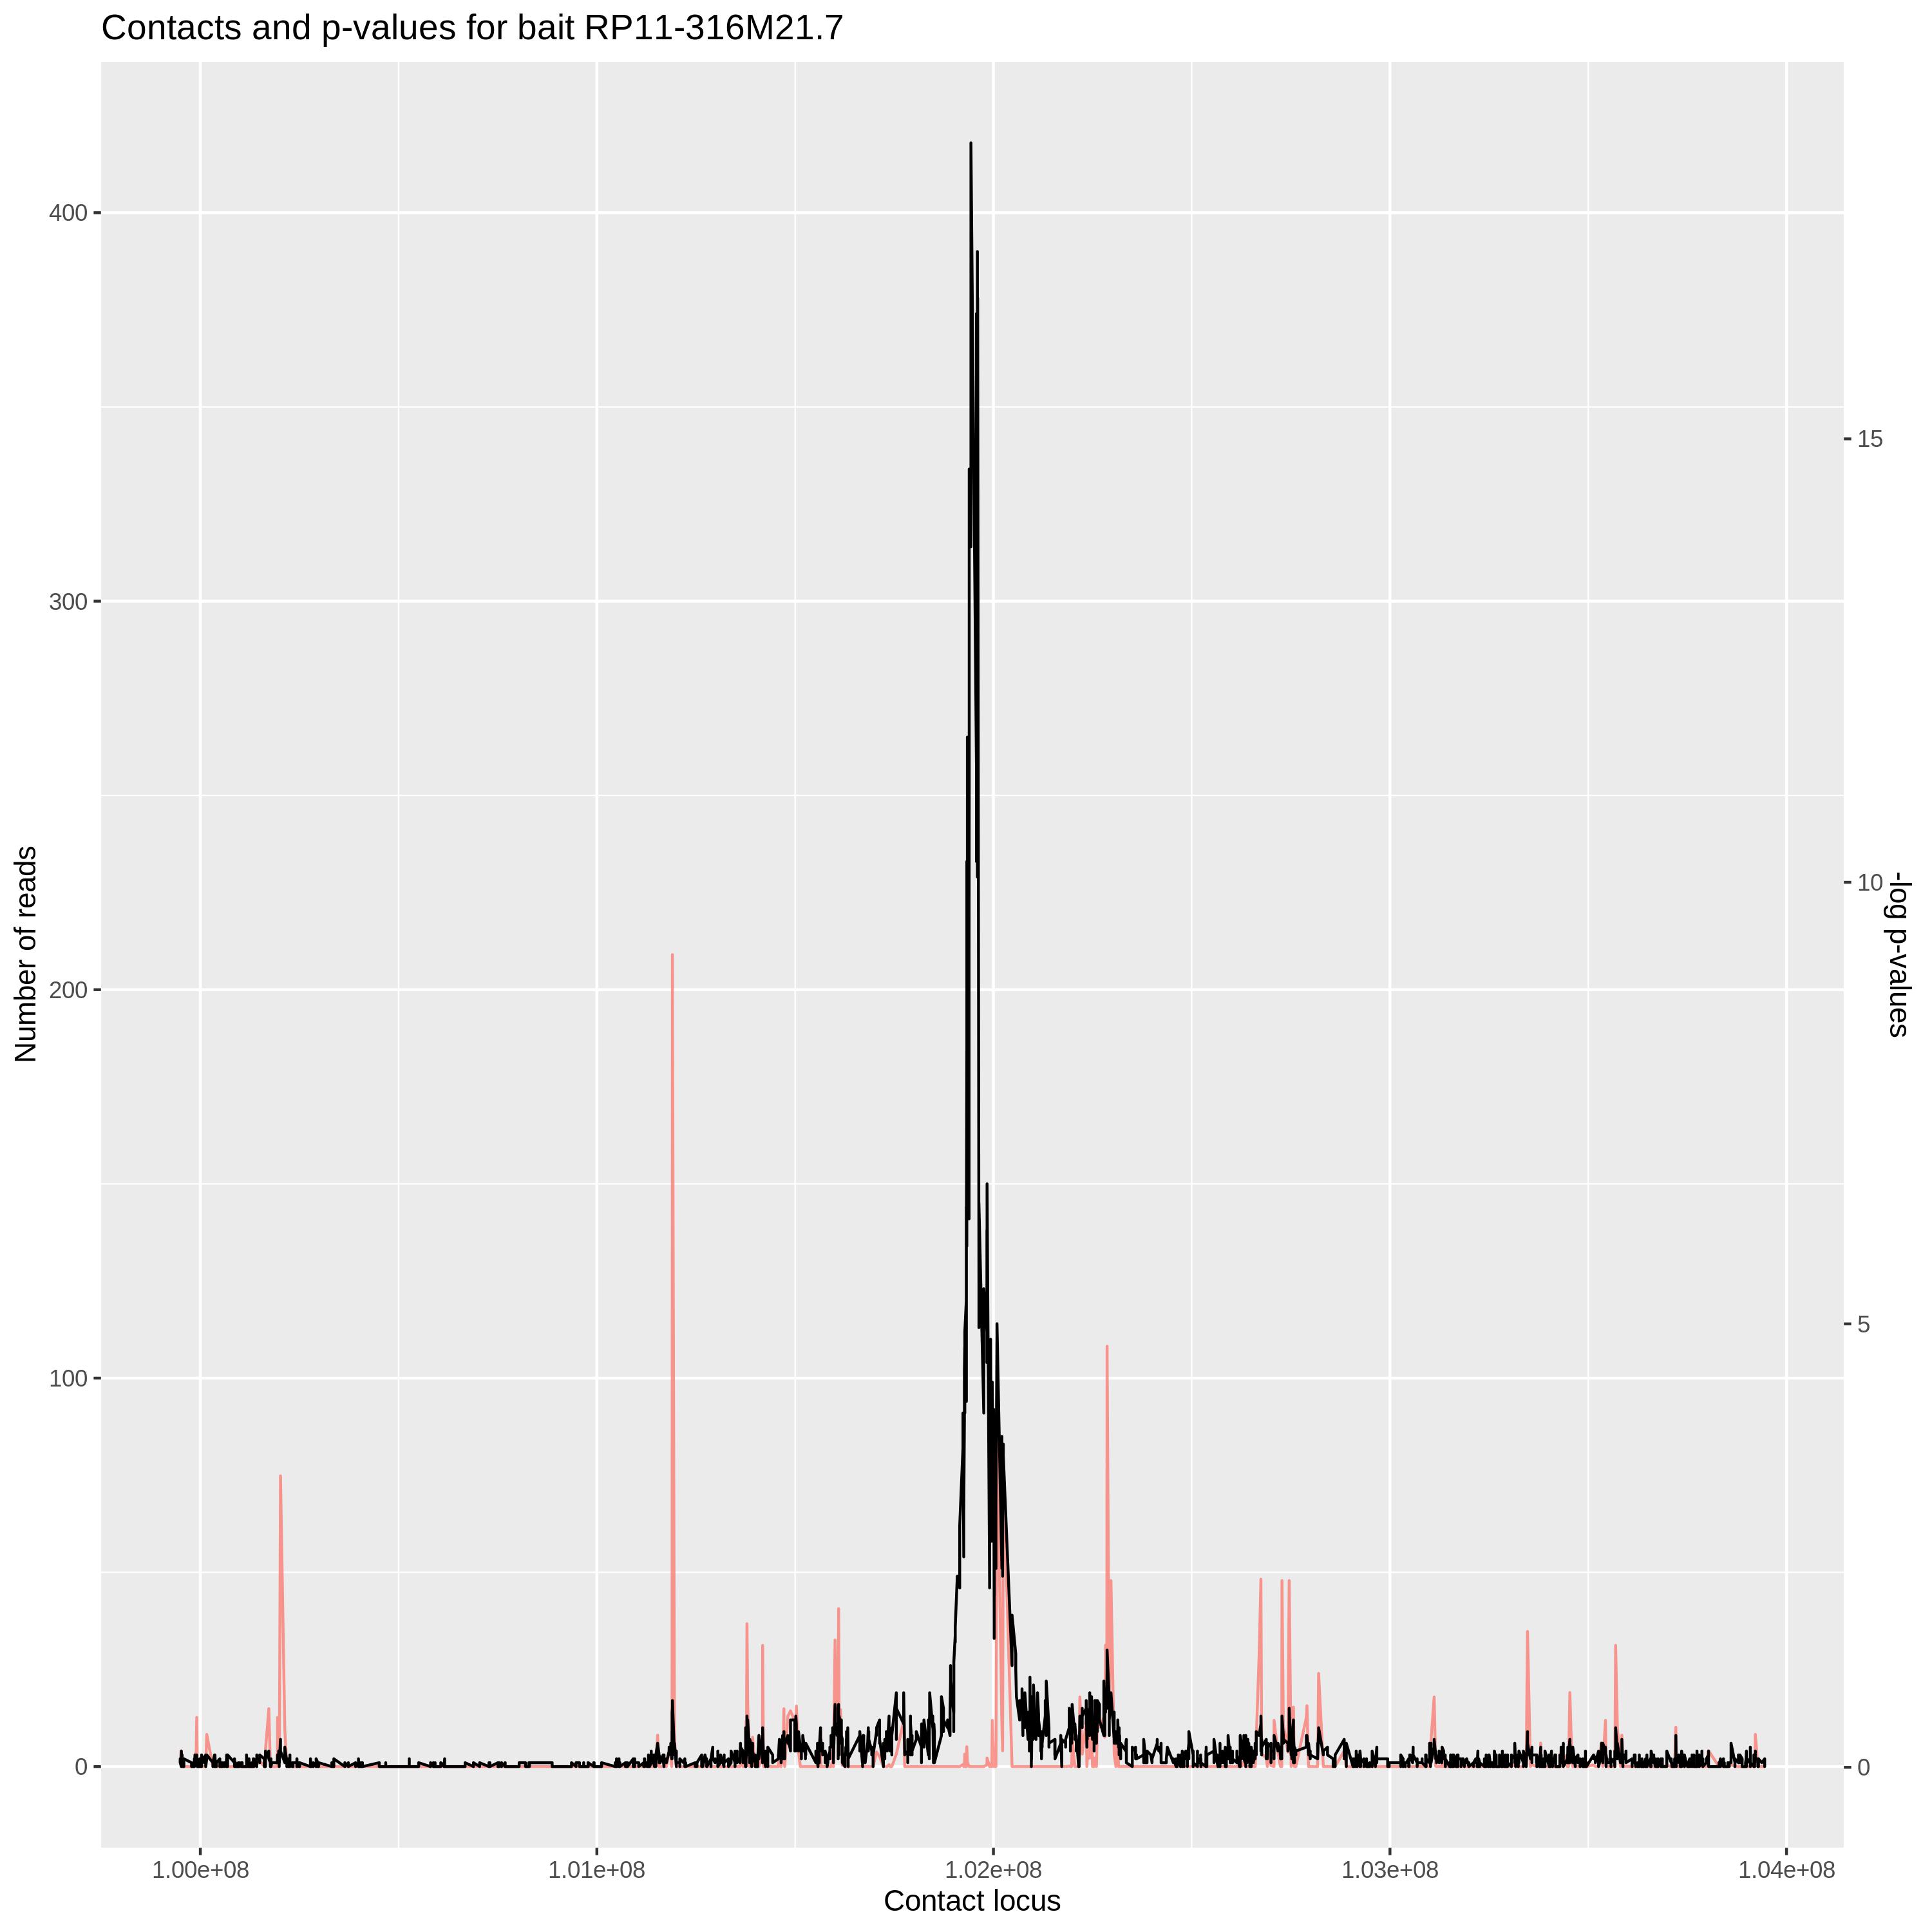 Contacts and p-values for bait RP11-316M21.7
Number of reads
400
300
200
100
0
15
10
5
0
-log p-values
1.00e+08
1.01e+08
1.02e+08
1.03e+08
1.04e+08
Contact locus